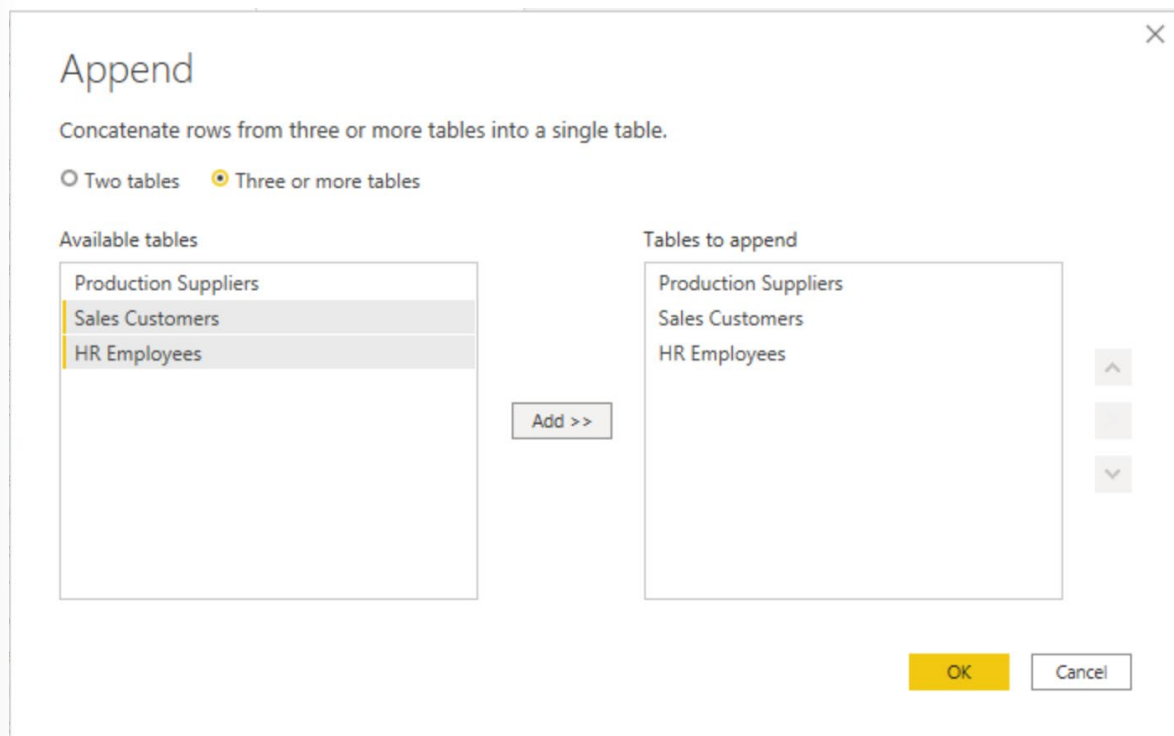 Append
Concatenate rows from three or more tables into a single table.
Two tables Three or more tables
Available tables
Production Suppliers
Sales Customers
HR Employees
Add >>
Tables to append
Production Suppliers
Sales Customers
HR Employees
OK Cancel